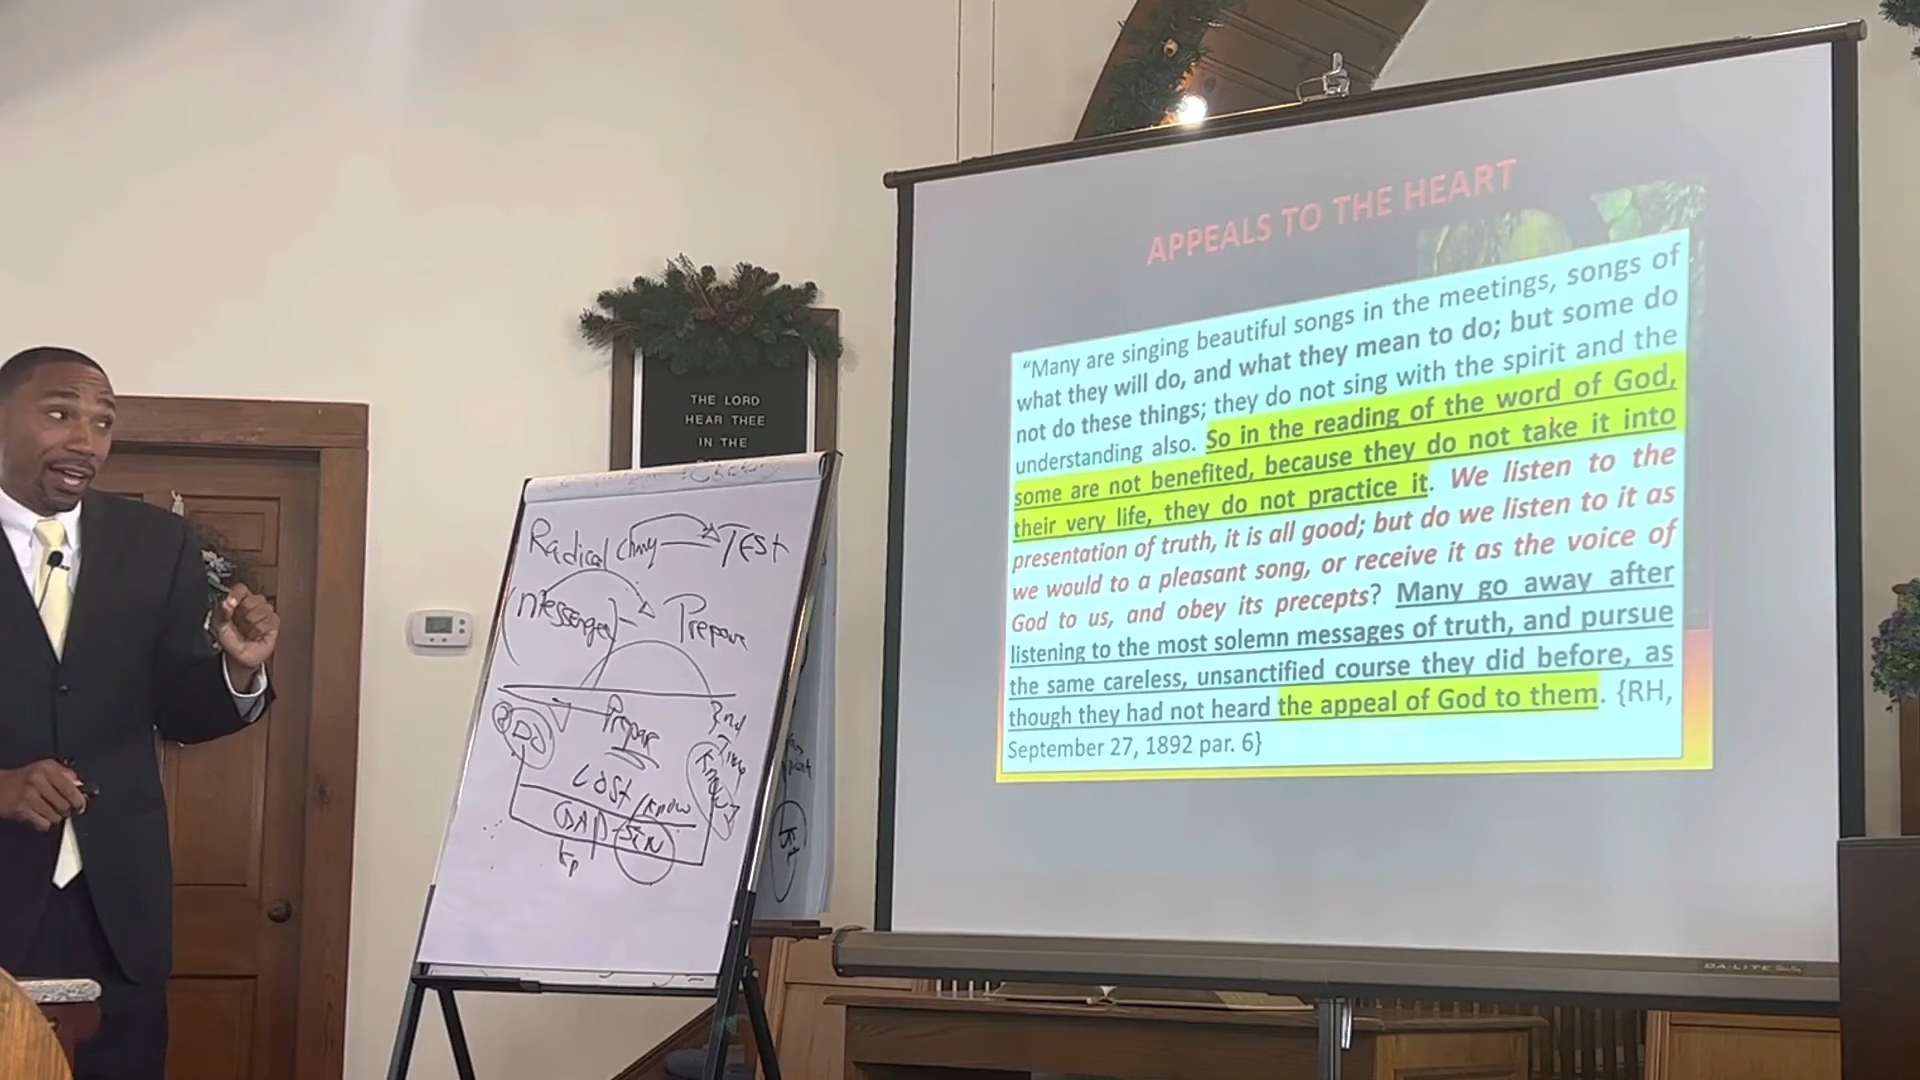 APPEALS TO THE HEART
“Many are singing beautiful songs in the meetings, songs of
what they will do, and what they mean to do; but some do
not do these things; they do not sing with the spirit and the
understanding also. So in the reading of the word of God,
some are not benefited, because they do not take it into
their very life, they do not practice it. We listen to the
presentation of truth, it is all good; but do we listen to it as
we would to a pleasant song, or receive it as the voice of
God to us, and obey its precepts? Many go away after
listening to the most solemn messages of truth, and pursue
the same careless, unsanctified course they did before, as
though they had not heard the appeal of God to them. {RH,
September 27, 1892 par. 6}
THE LORD
HEAR THEE
IN THE
Radical TEST
Messenger Prepare
Prepar 2nd
Lost
know
SIN
DA-LITE